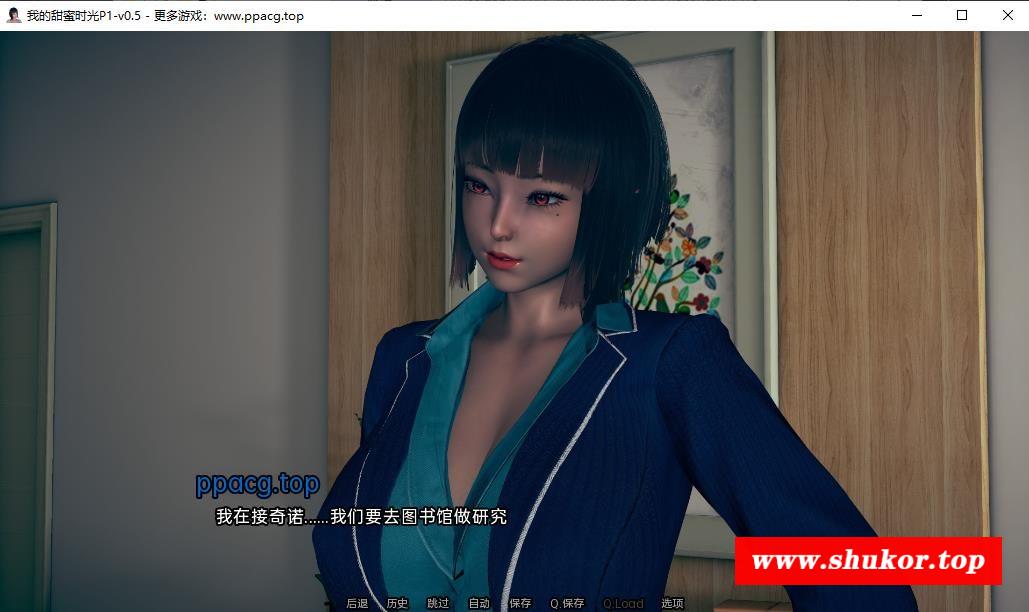 我的甜蜜时光P1-v0.5 - 更多游戏：www.ppacg.top
ppacg.top
我在接奇诺......我们要去图书馆做研究
www.shukor.top
后退 历史 跳过 自动 保存 Q.保存 Q.Load 选项